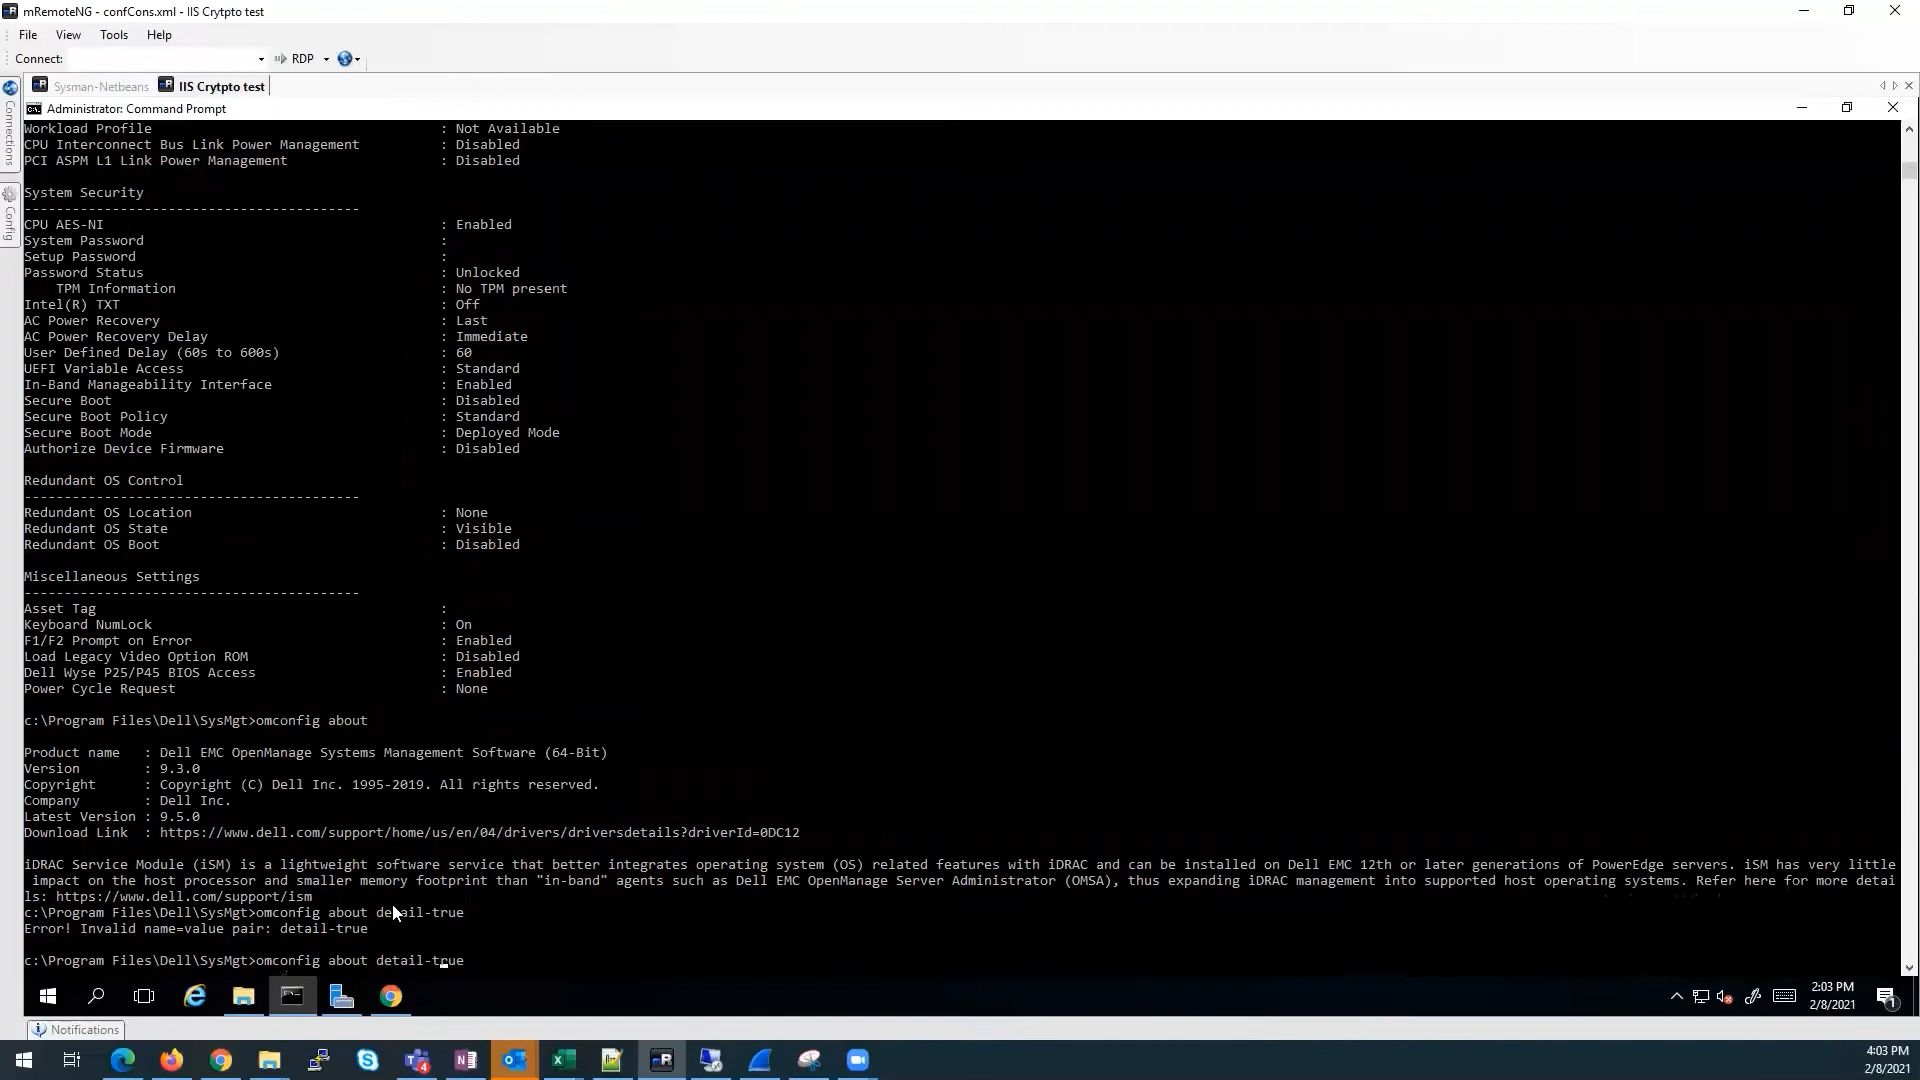 mRemoteNG - confCons.xml - IIS Crytpto test
File View Tools Help
Connect: RDP
Sysman-Netbeans IIS Crytpto test
Connections
Config
Administrator: Command Prompt
Workload Profile : Not Available
CPU Interconnect Bus Link Power Management : Disabled
PCI ASPM L1 Link Power Management : Disabled
System Security
-----------------------------------------
CPU AES-NI : Enabled
System Password :
Setup Password :
Password Status : Unlocked
TPM Information : No TPM present
Intel(R) TXT : Off
AC Power Recovery : Last
AC Power Recovery Delay : Immediate
User Defined Delay (60s to 600s) : 60
UEFI Variable Access : Standard
In-Band Manageability Interface : Enabled
Secure Boot : Disabled
Secure Boot Policy : Standard
Secure Boot Mode : Deployed Mode
Authorize Device Firmware : Disabled
Redundant OS Control
-----------------------------------------
Redundant OS Location : None
Redundant OS State : Visible
Redundant OS Boot : Disabled
Miscellaneous Settings
-----------------------------------------
Asset Tag :
Keyboard NumLock : On
F1/F2 Prompt on Error : Enabled
Load Legacy Video Option ROM : Disabled
Dell Wyse P25/P45 BIOS Access : Enabled
Power Cycle Request : None
c:\Program Files\Dell\SysMgt>omconfig about
Product name : Dell EMC OpenManage Systems Management Software (64-Bit)
Version : 9.3.0
Copyright : Copyright (C) Dell Inc. 1995-2019. All rights reserved.
Company : Dell Inc.
Latest Version : 9.5.0
Download Link : https://www.dell.com/support/home/us/en/04/drivers/driversdetails?driverId=0DC12
iDRAC Service Module (iSM) is a lightweight software service that better integrates operating system (OS) related features with iDRAC and can be installed on Dell EMC 12th or later generations of PowerEdge servers. iSM has very little
impact on the host processor and smaller memory footprint than "in-band" agents such as Dell EMC OpenManage Server Administrator (OMSA), thus expanding iDRAC management into supported host operating systems. Refer here for more detai
ls: https://www.dell.com/support/ism
c:\Program Files\Dell\SysMgt>omconfig about detail-true
Error! Invalid name=value pair: detail-true
c:\Program Files\Dell\SysMgt>omconfig about detail-true
2:03 PM
2/8/2021
1
Notifications
4
4:03 PM
2/8/2021